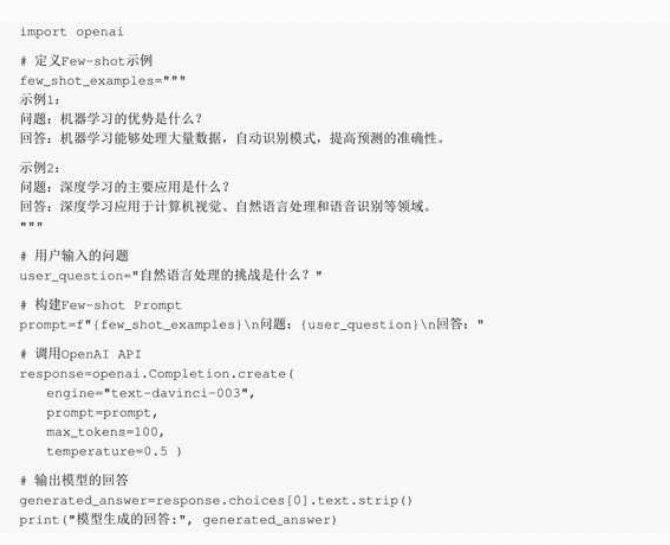 import openai
# 定义Few-shot示例
few_shot_examples="""
示例1:
问题: 机器学习的优势是什么?
回答: 机器学习能够处理大量数据, 自动识别模式, 提高预测的准确性。
示例2:
问题: 深度学习的主要应用是什么?
回答: 深度学习应用于计算机视觉、自然语言处理和语音识别等领域。
"""
# 用户输入的问题
user_question="自然语言处理的挑战是什么? "
# 构建Few-shot Prompt
prompt=f"{few_shot_examples}\n问题: {user_question}\n回答: "
# 调用OpenAI API
response=openai.Completion.create(
engine="text-davinci-003",
prompt=prompt,
max_tokens=100,
temperature=0.5 )
# 输出模型的回答
generated_answer=response.choices[0].text.strip()
print("模型生成的回答:", generated_answer)